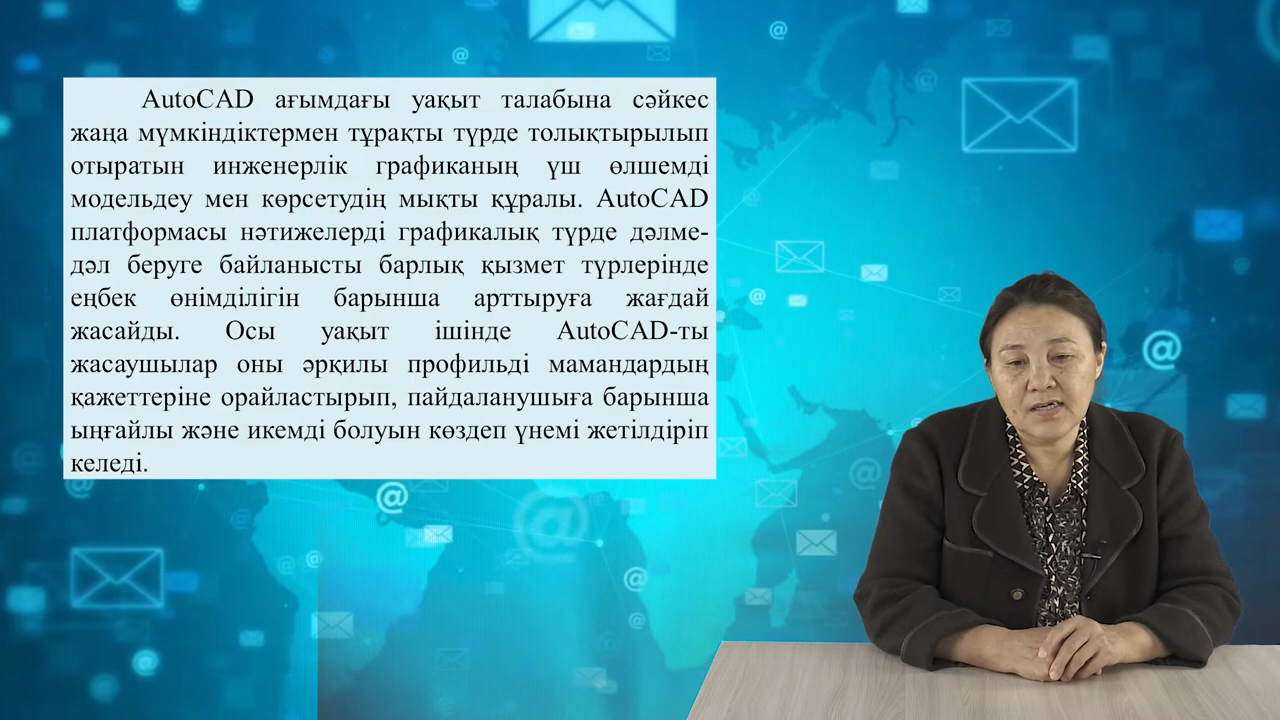 AutoCAD ағымдағы уақыт талабына сәйкес
жаңа мүмкіндіктермен тұрақты түрде толықтырылып
отыратын инженерлік графиканың үш өлшемді
модельдеу мен көрсетудің мықты құралы. AutoCAD
платформасы нәтижелерді графикалық түрде дәлме-
дәл беруге байланысты барлық қызмет түрлерінде
еңбек өнімділігін барынша арттыруға жағдай
жасайды. Осы уақыт ішінде AutoCAD-ты
жасаушылар оны әрқилы профильді мамандардың
қажеттеріне орайластырып, пайдаланушыға барынша
ыңғайлы және икемді болуын көздеп үнемі жетілдіріп
келеді.